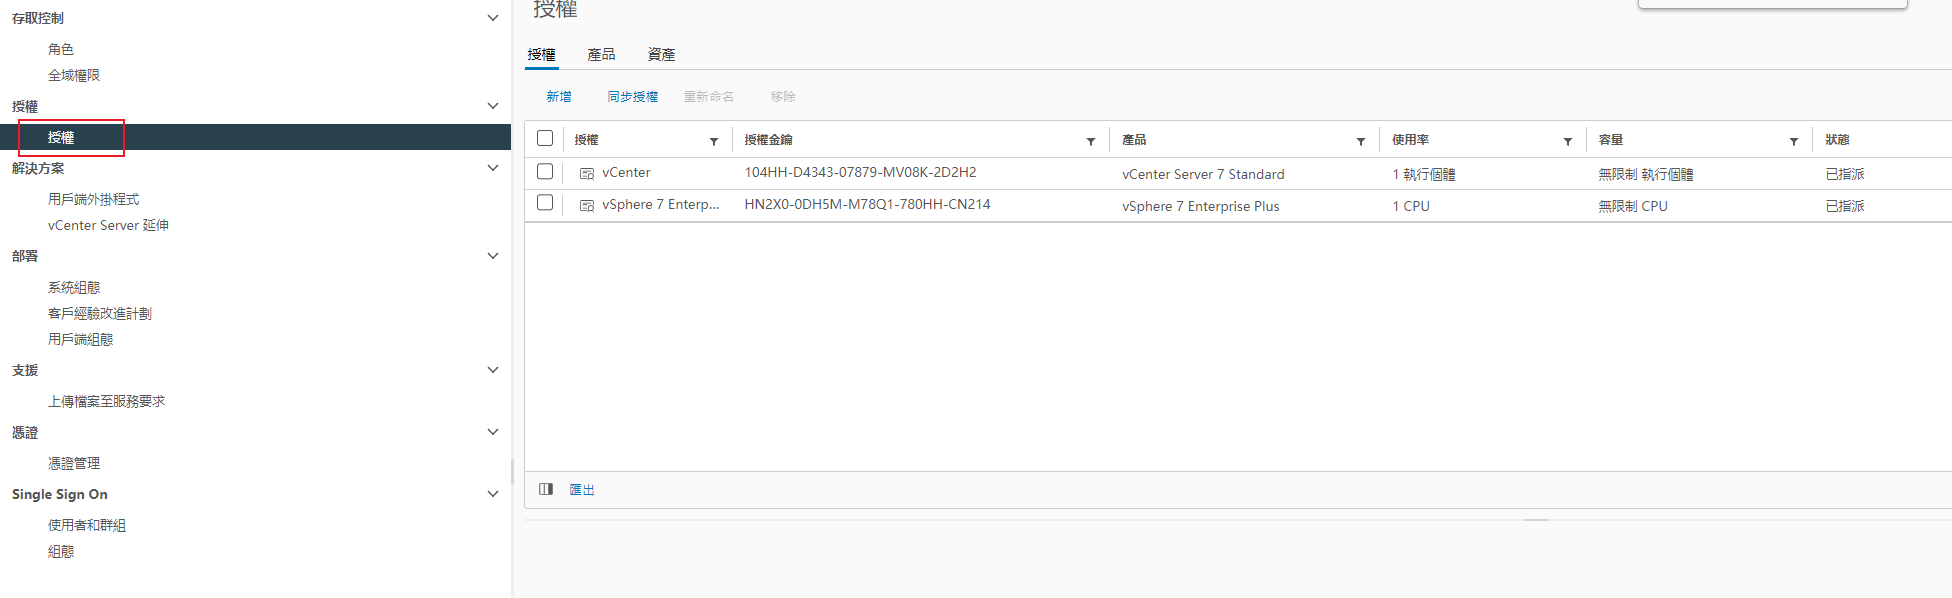 存取控制
角色
全域權限
授權
授權
解決方案
用戶端外掛程式
vCenter Server 延伸
部署
系統組態
客戶經驗改進計劃
用戶端組態
支援
上傳檔案至服務要求
憑證
憑證管理
Single Sign On
使用者和群組
組態
授權
授權 產品 資產
新增 同步授權 重新命名 移除
授權 授權金鑰 產品 使用率 容量 狀態
vCenter 104HH-D4343-07879-MV08K-2D2H2 vCenter Server 7 Standard 1 執行個體 無限制 執行個體 已指派
vSphere 7 Enterp... HN2X0-0DH5M-M78Q1-780HH-CN214 vSphere 7 Enterprise Plus 1 CPU 無限制 CPU 已指派
匯出